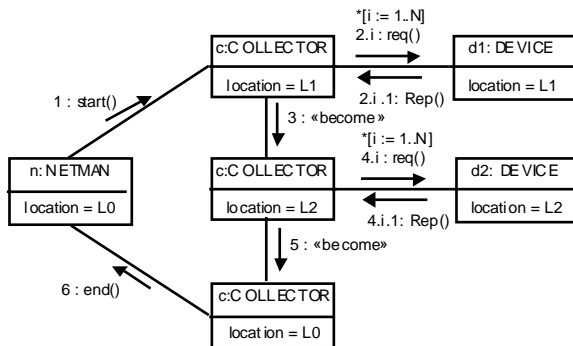 *[i := 1..N]
2.i : req()
c:COLLECTOR
d1: DEVICE
location = L1
location = L1
1 : start()
2.i..1: Rep()
3 : «become»
*[i := 1..N]
4.i : req()
n: NETMAN
c:COLLECTOR
d2: DEVICE
location = L0
location = L2
location = L2
4.i.1: Rep()
5 : «become»
6 : end()
c:COLLECTOR
location = L0